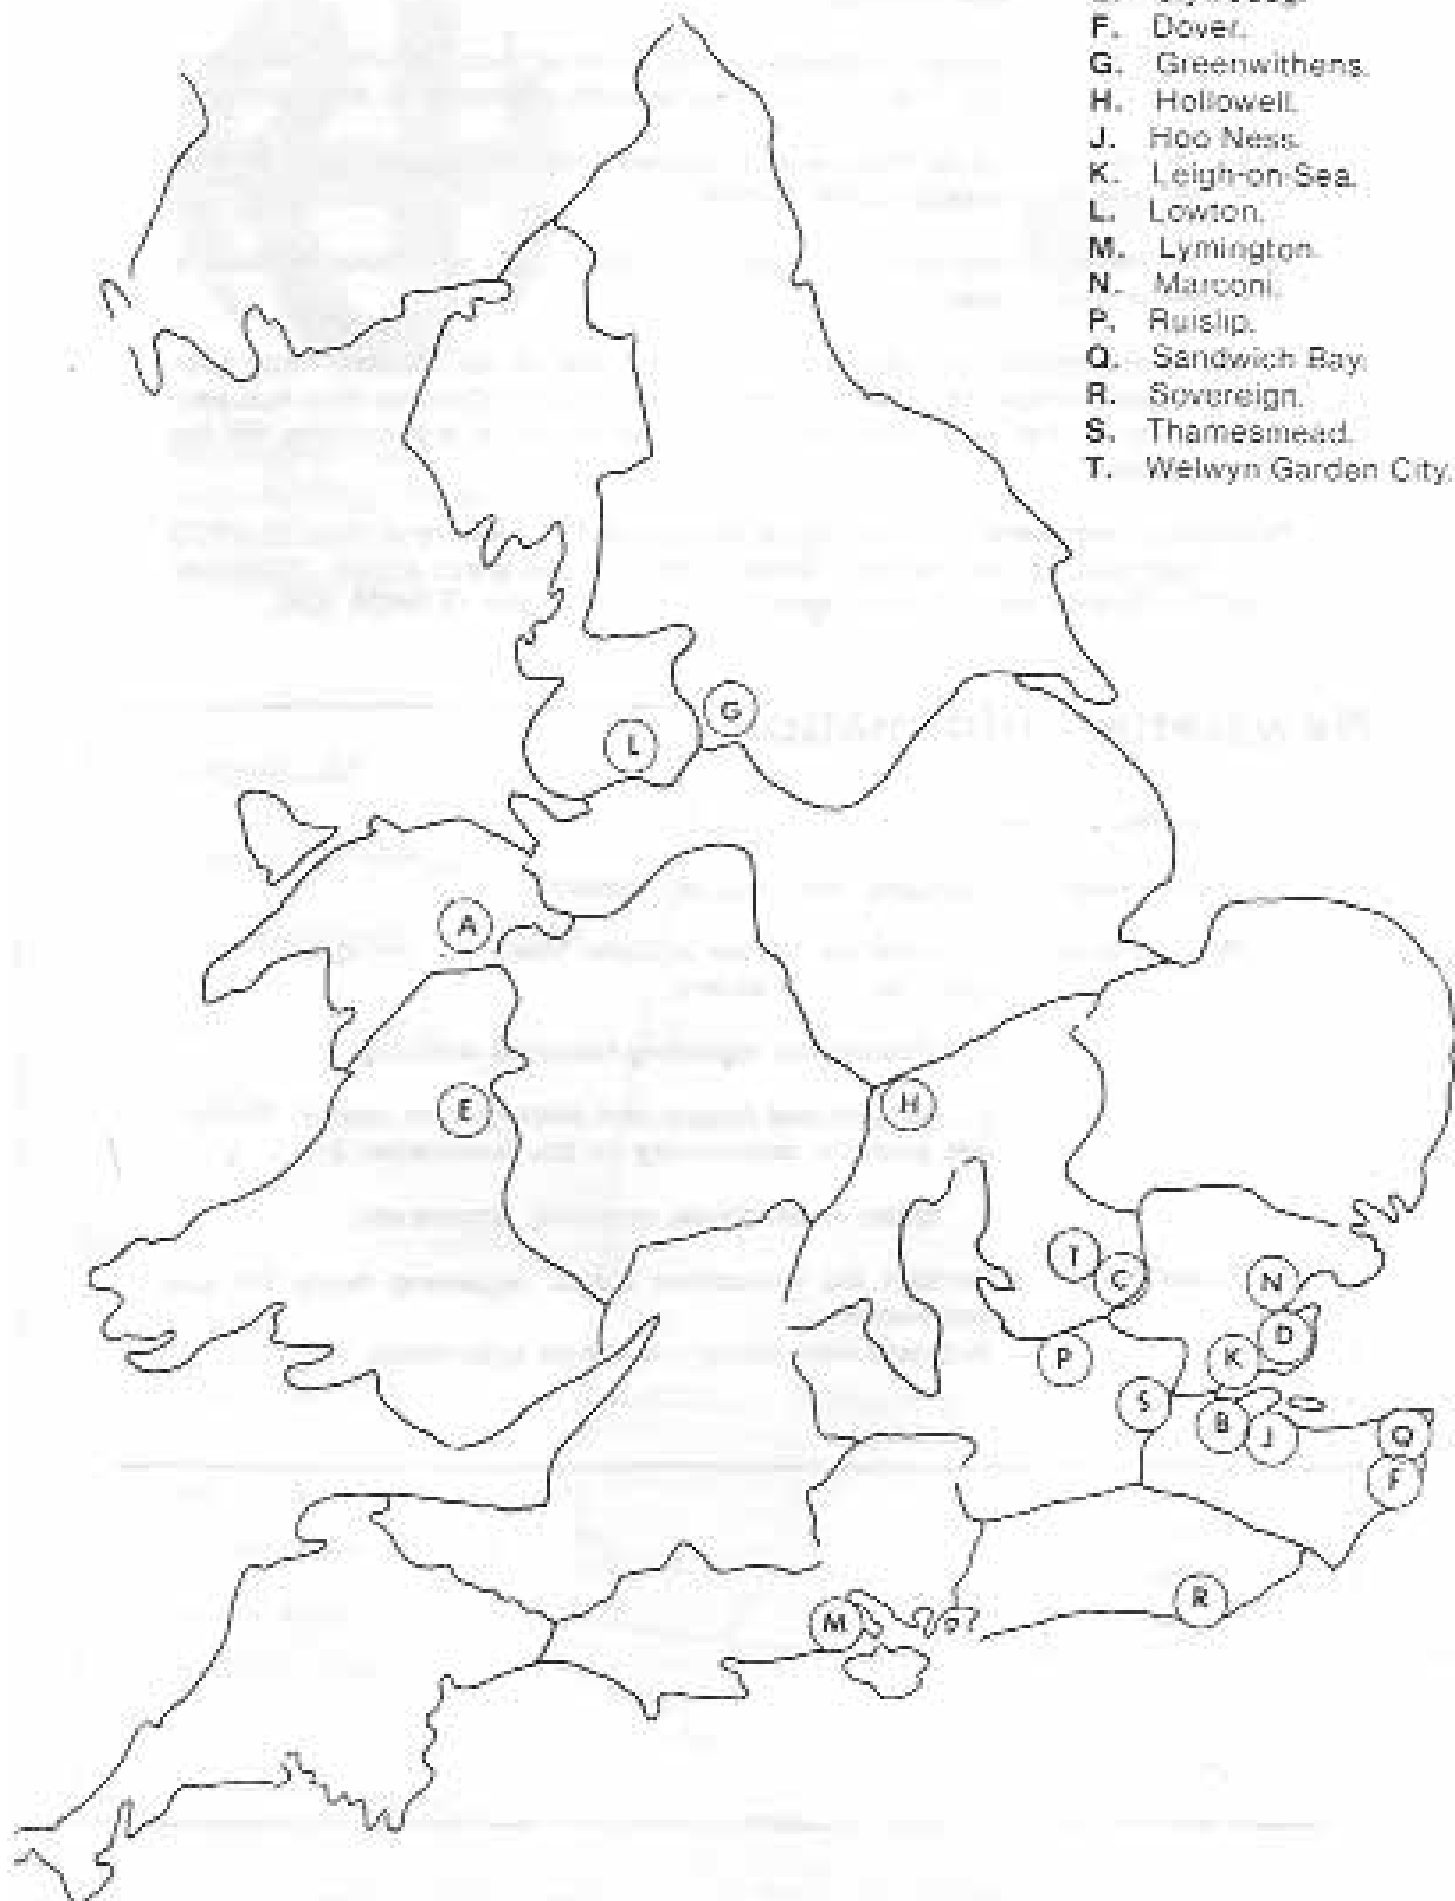 F. Dover.
G. Greenwithens.
H. Hollowell.
J. Hoo Ness.
K. Leigh-on-Sea.
L. Lowton.
M. Lymington.
N. Marconi.
P. Ruislip.
Q. Sandwich Bay.
R. Sovereign.
S. Thamesmead.
T. Welwyn Garden City.
G
L
A
E
H
T
C
N
D
P
K
S
B
J
Q
F
R
M